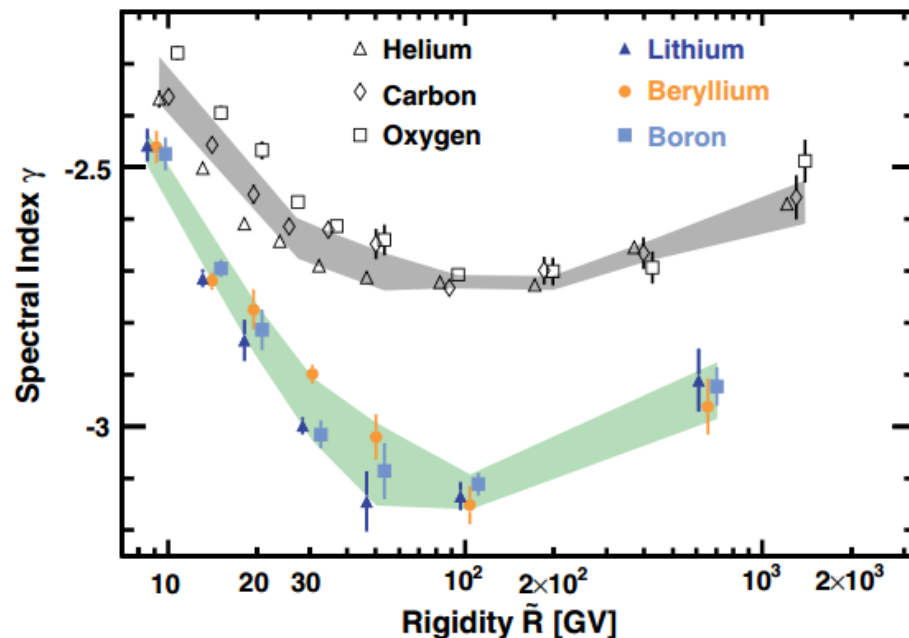 Helium
Carbon
Oxygen
Lithium
Beryllium
Boron
Spectral Index γ
-2.5
-3
10
20
30
10²
2×10²
10³
2×10³
Rigidity R̃ [GV]